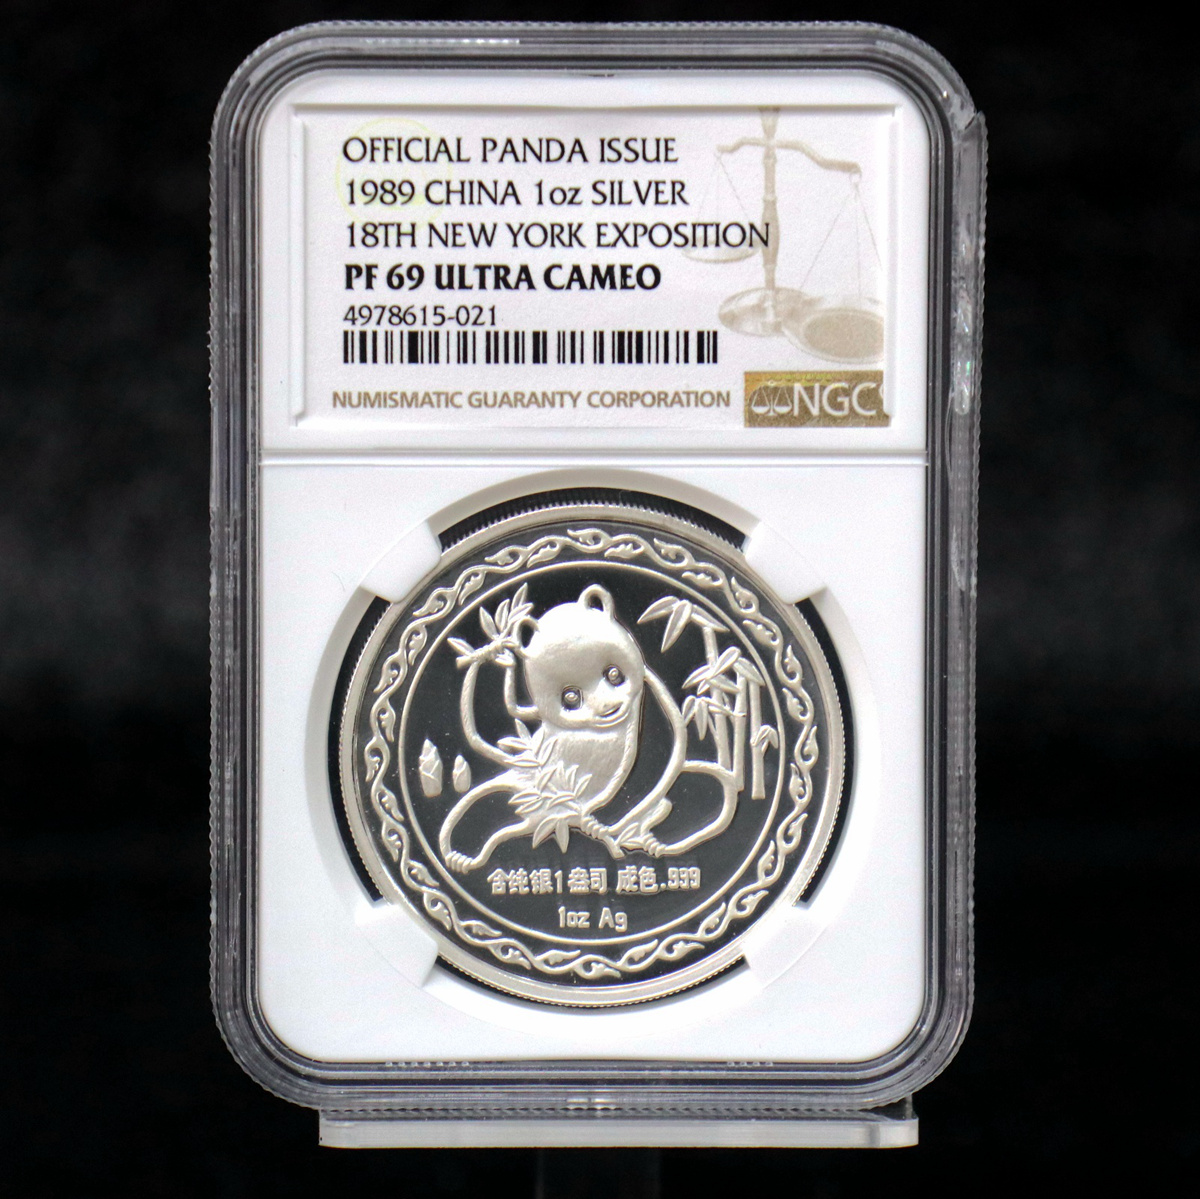 OFFICIAL PANDA ISSUE
1989 CHINA 1oz SILVER
18TH NEW YORK EXPOSITION
PF 69 ULTRA CAMEO
4978615-021
NUMISMATIC GUARANTY CORPORATION
NGC
含纯银1盎司 成色.999
1oz Ag